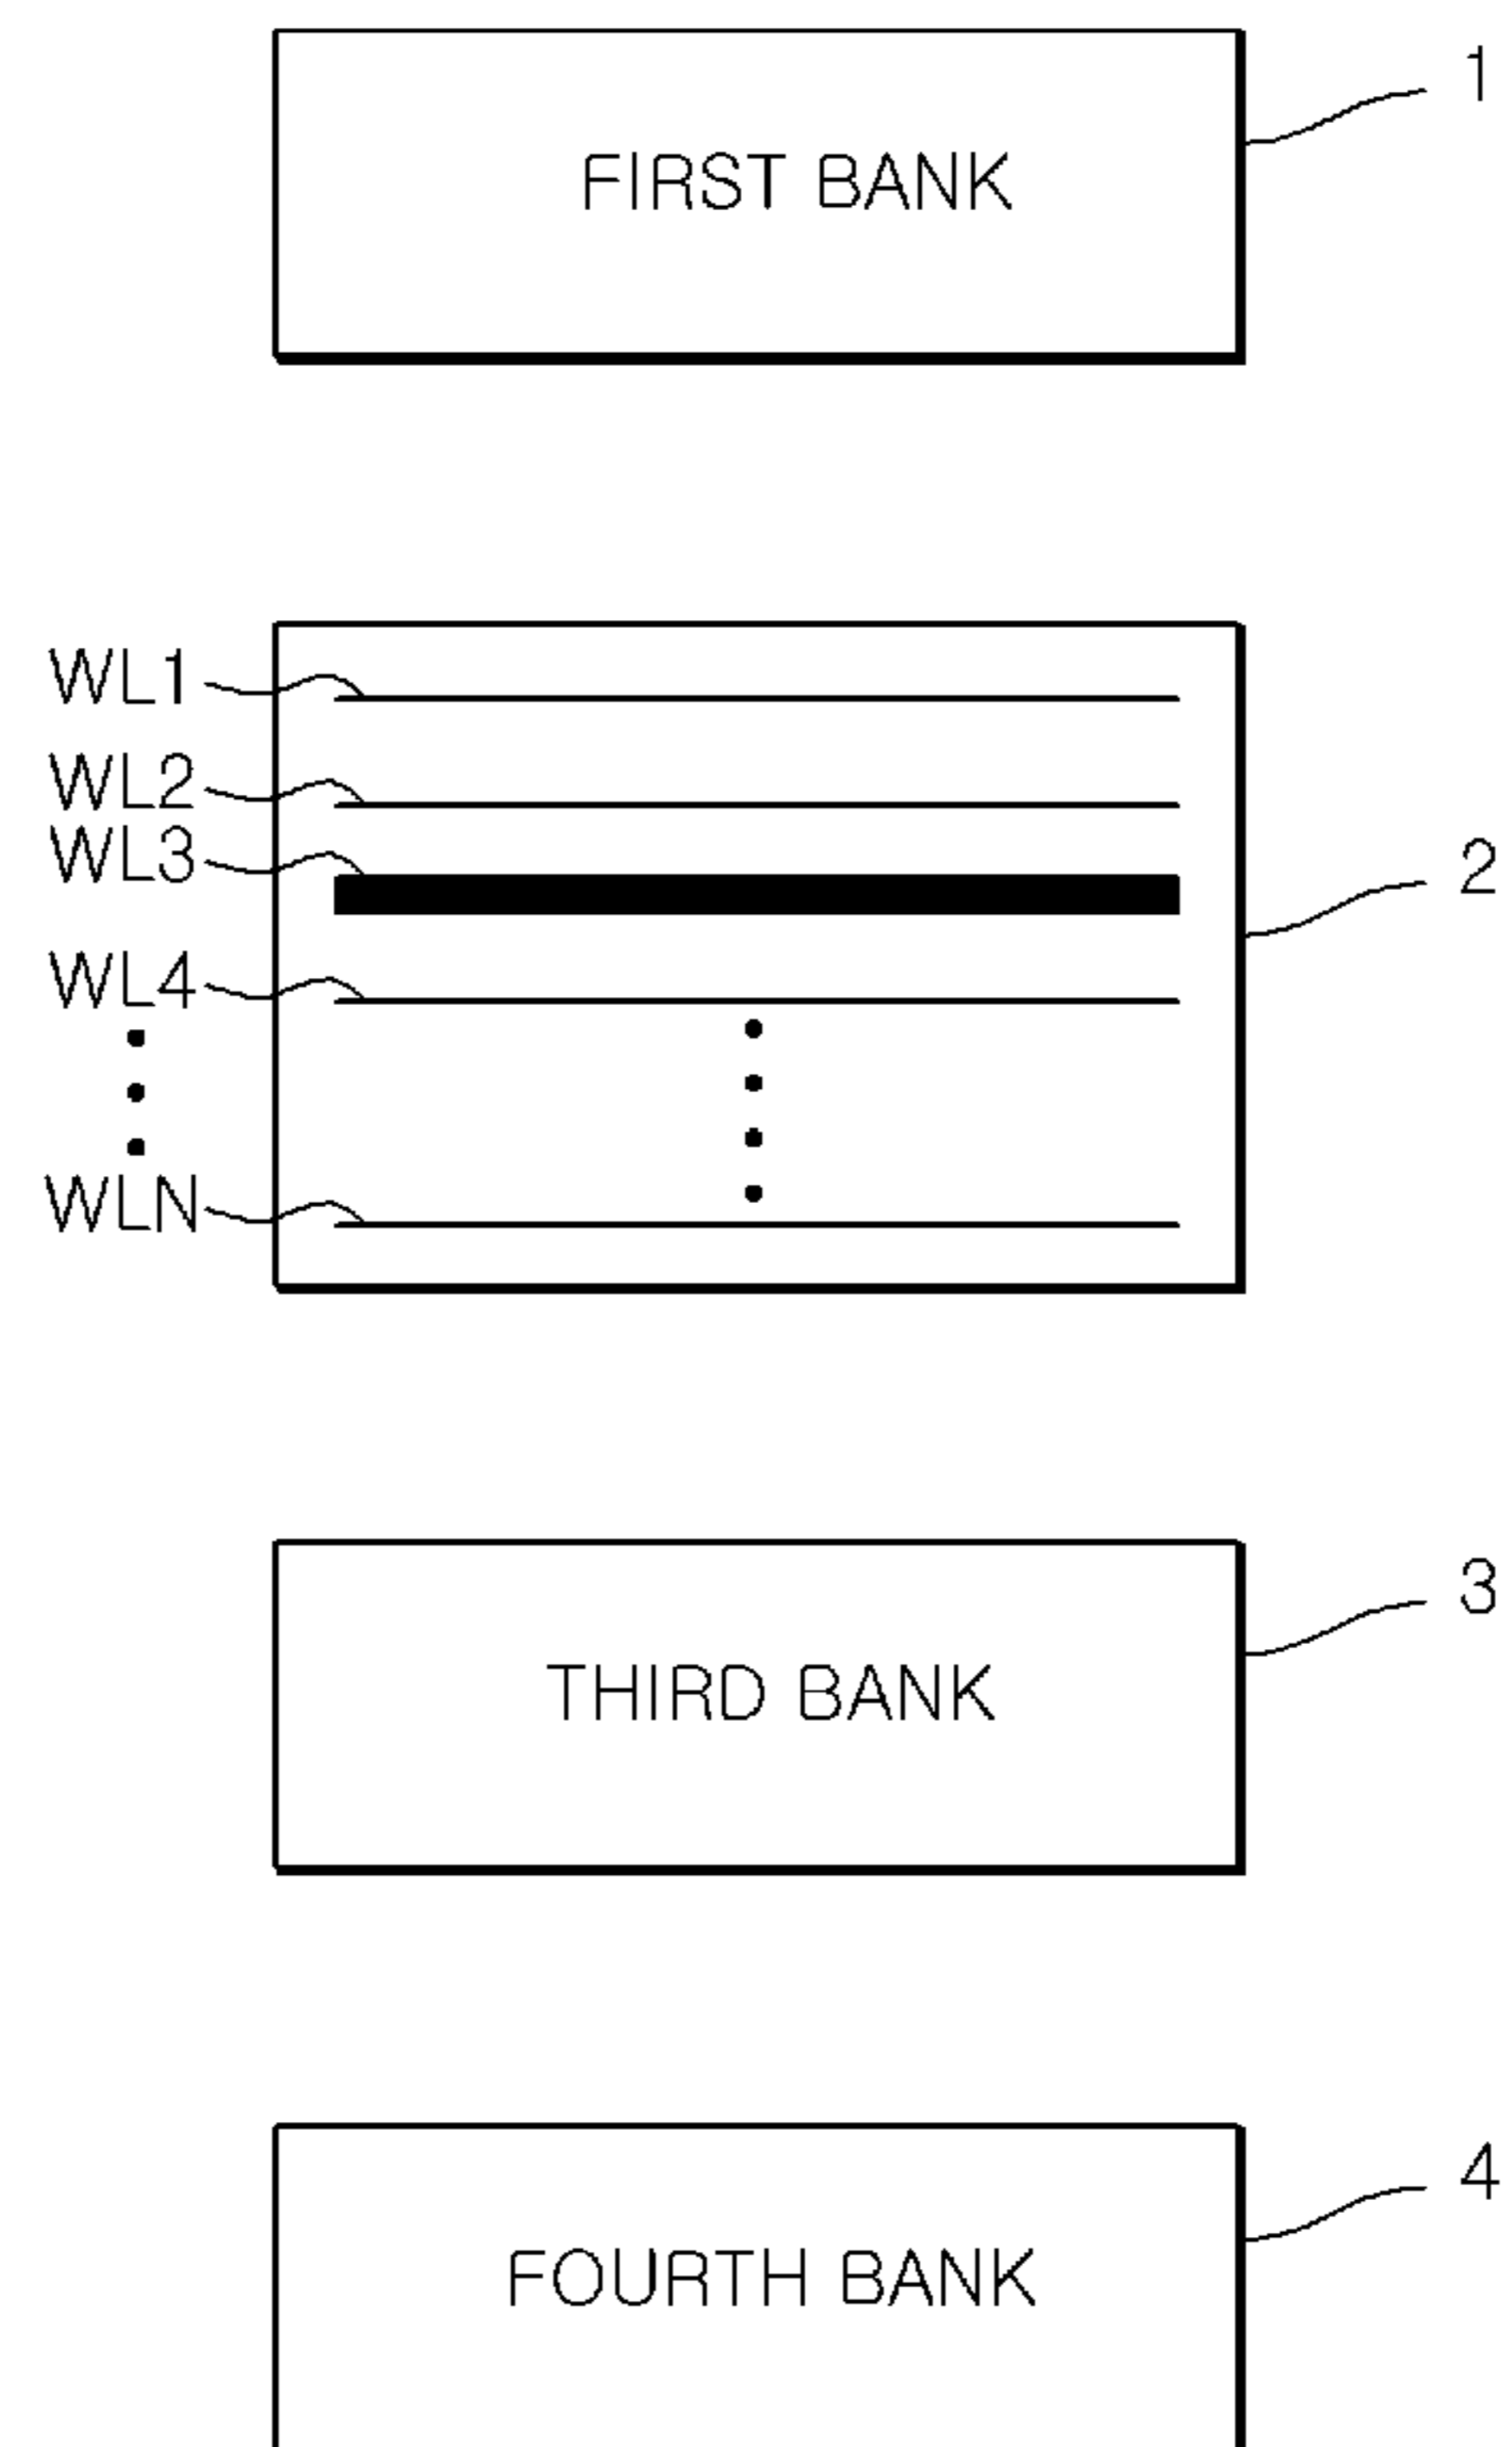 1
FIRST BANK
WL1
WL2
WL3
2
WL4
WLN
3
THIRD BANK
4
FOURTH BANK